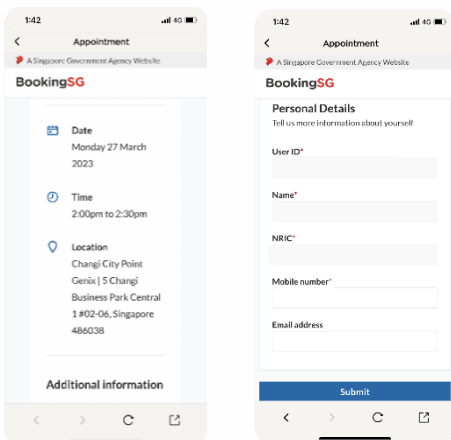 1:42
4G
Appointment
A Singapore Government Agency Website
BookingSG
Date
Monday 27 March
2023
Time
2:00pm to 2:30pm
Location
Changi City Point
Genix | 5 Changi
Business Park Central
1 #02-06, Singapore
486038
Additional information
1:42
4G
Appointment
A Singapore Government Agency Website
BookingSG
Personal Details
Tell us more information about yourself
User ID*
Name*
NRIC*
Mobile number*
Email address
Submit